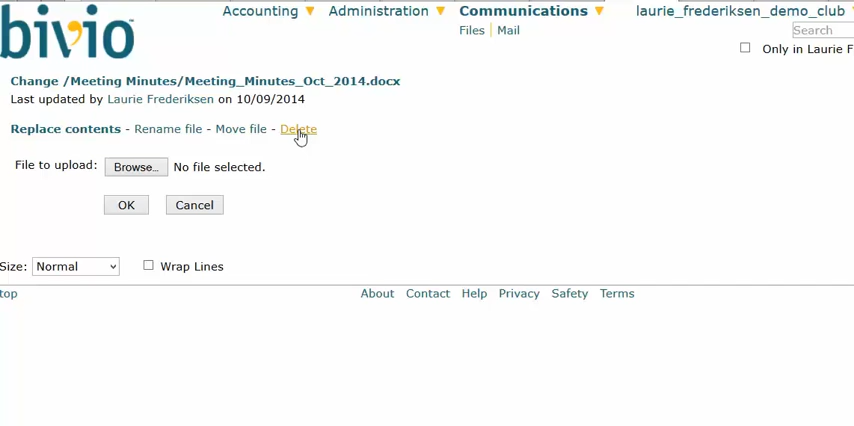 Accounting ▼ Administration ▼ Communications ▼ laurie_frederiksen_demo_club
bivio™
Files | Mail
Search
Only in Laurie F
Change /Meeting Minutes/Meeting_Minutes_Oct_2014.docx
Last updated by Laurie Frederiksen on 10/09/2014
Replace contents - Rename file - Move file - Delete
File to upload: Browse... No file selected.
OK Cancel
Size: Normal Wrap Lines
top About Contact Help Privacy Safety Terms